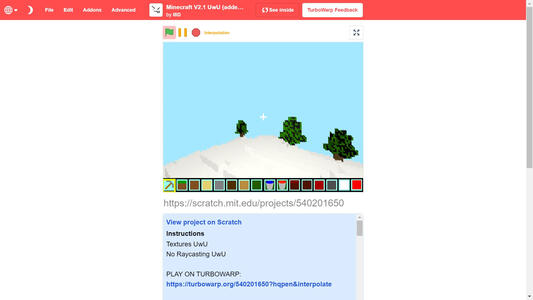 File Edit Addons Advanced
Minecraft V2.1 UwU (adde...
by IBD
See inside
TurboWarp Feedback
Interpolation
https://scratch.mit.edu/projects/540201650
View project on Scratch
Instructions
Textures UwU
No Raycasting UwU
PLAY ON TURBOWARP:
https://turbowarp.org/540201650?hqpen&interpolate